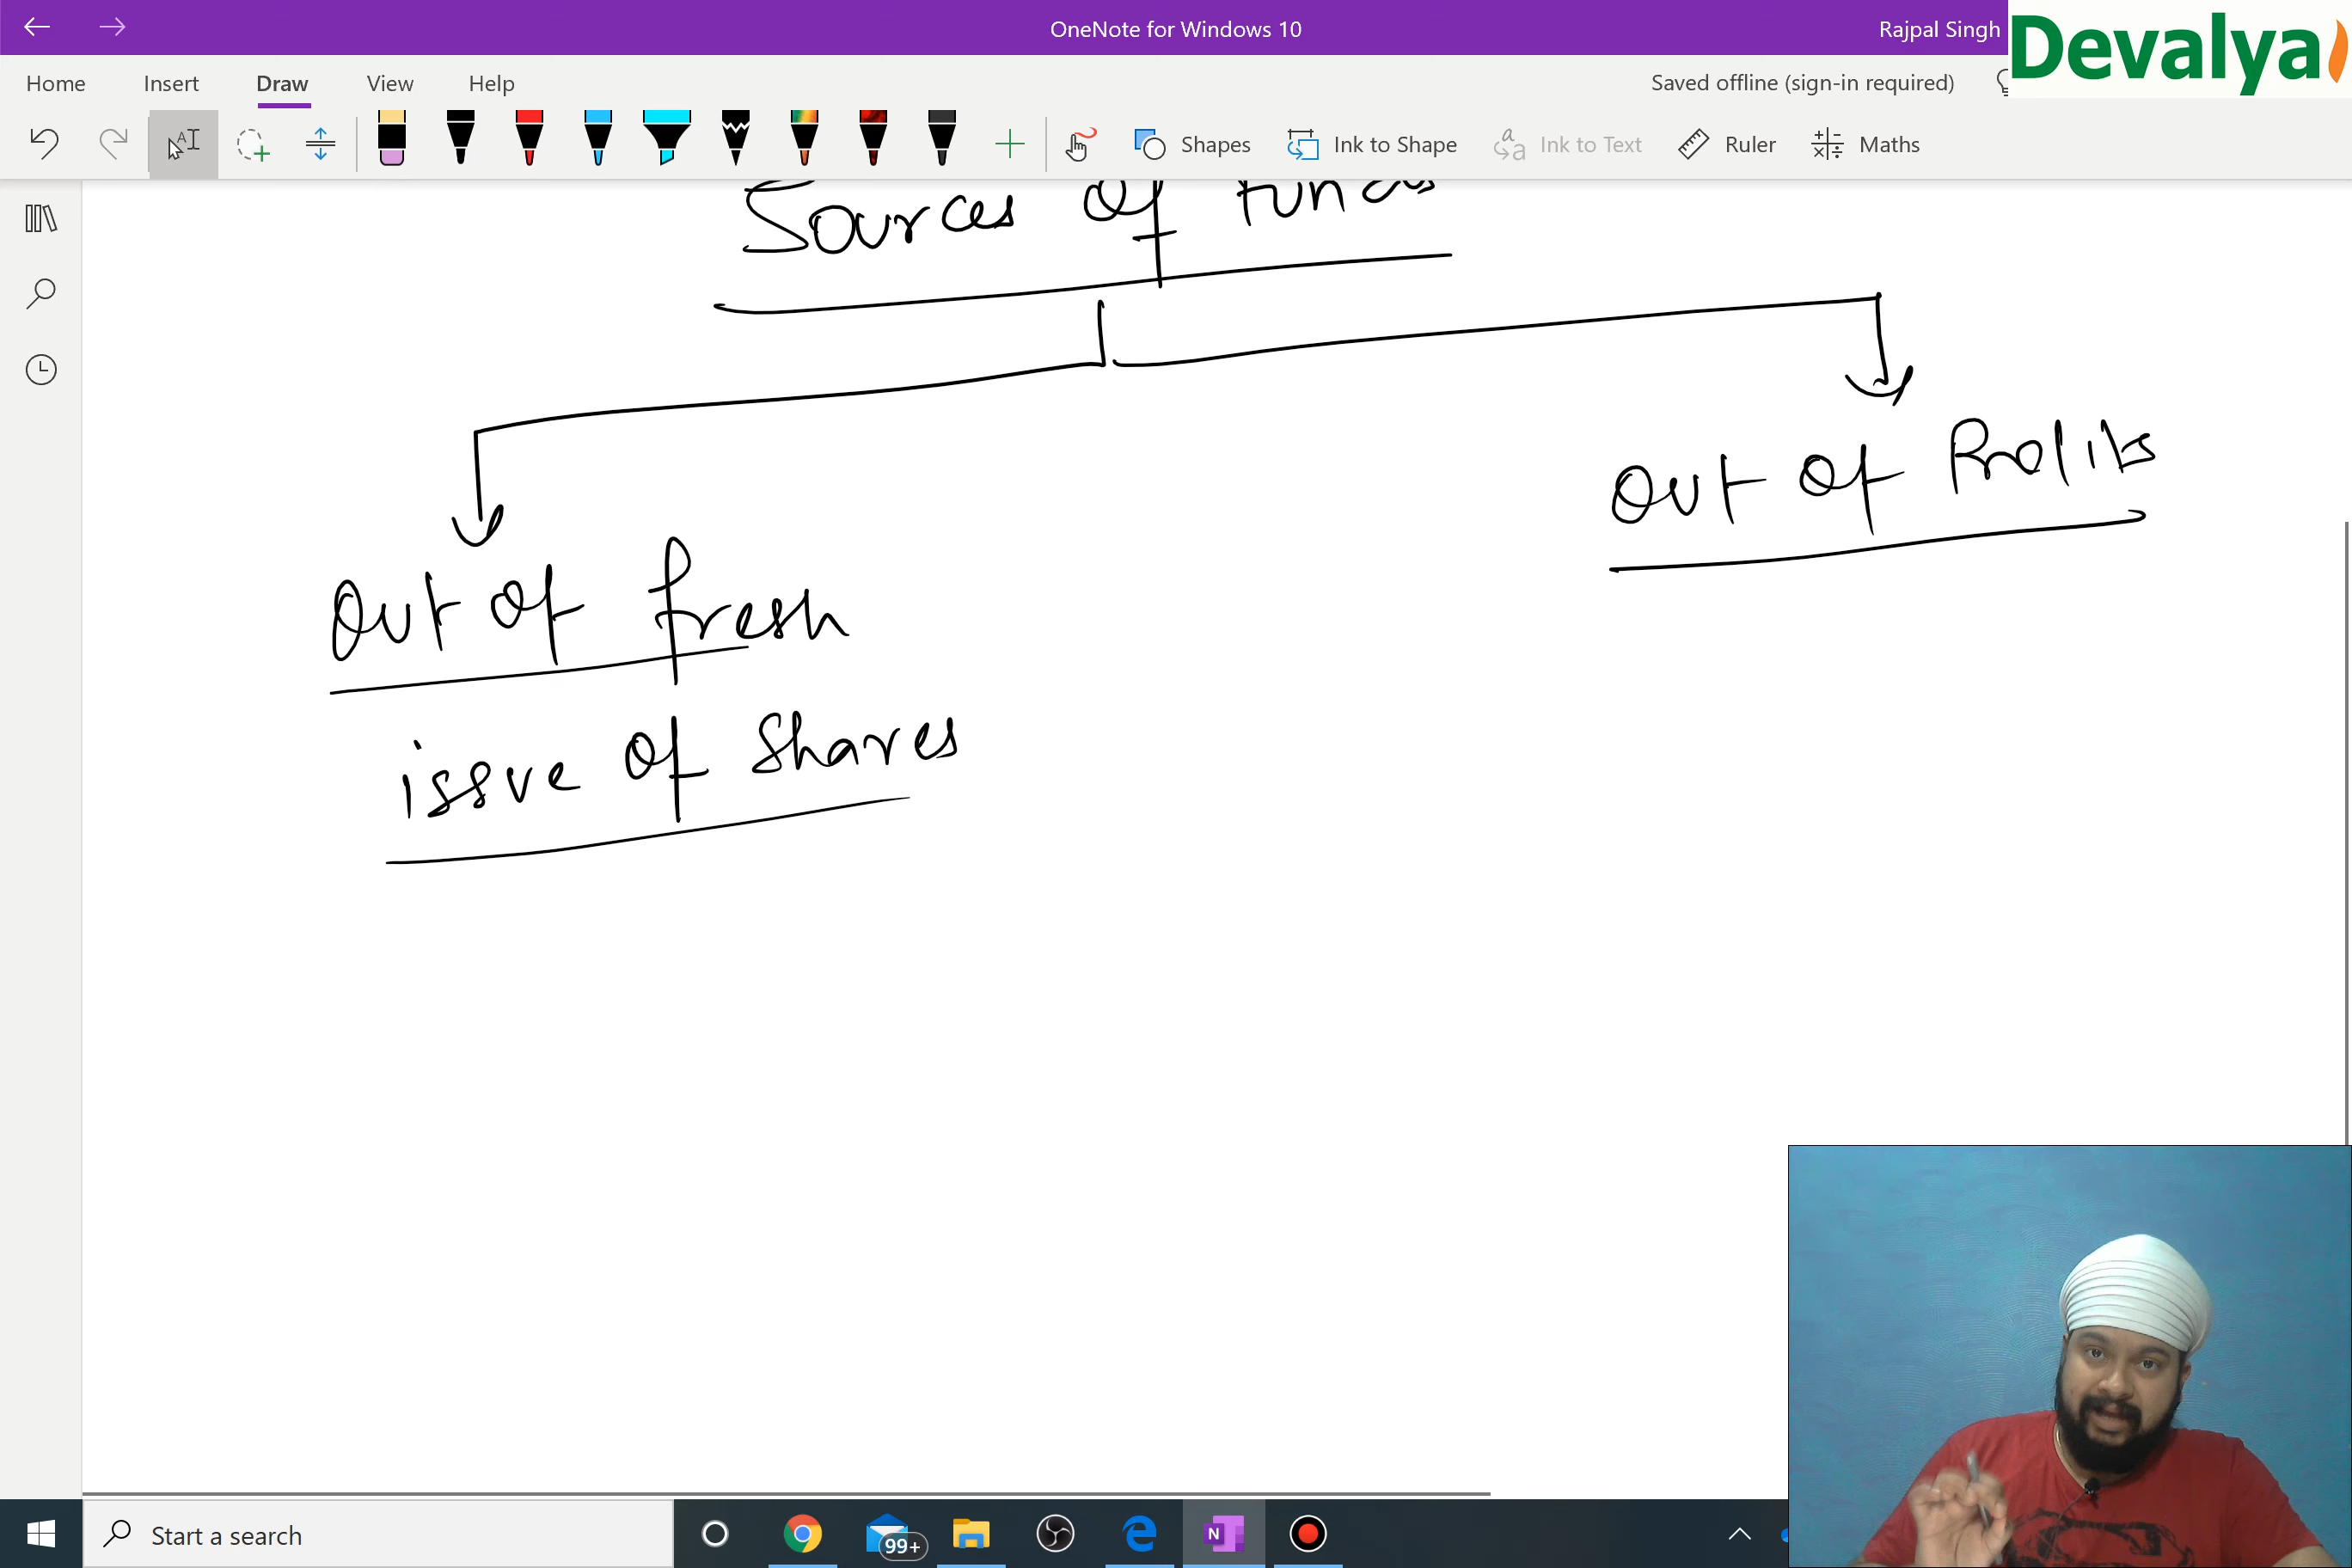 OneNote for Windows 10
Rajpal Singh
Devalya
Home Insert Draw View Help
Saved offline (sign-in required)
Shapes Ink to Shape Ink to Text Ruler Maths
Sources of funds
Out of Profits
Out of fresh
issue of shares
Start a search
99+